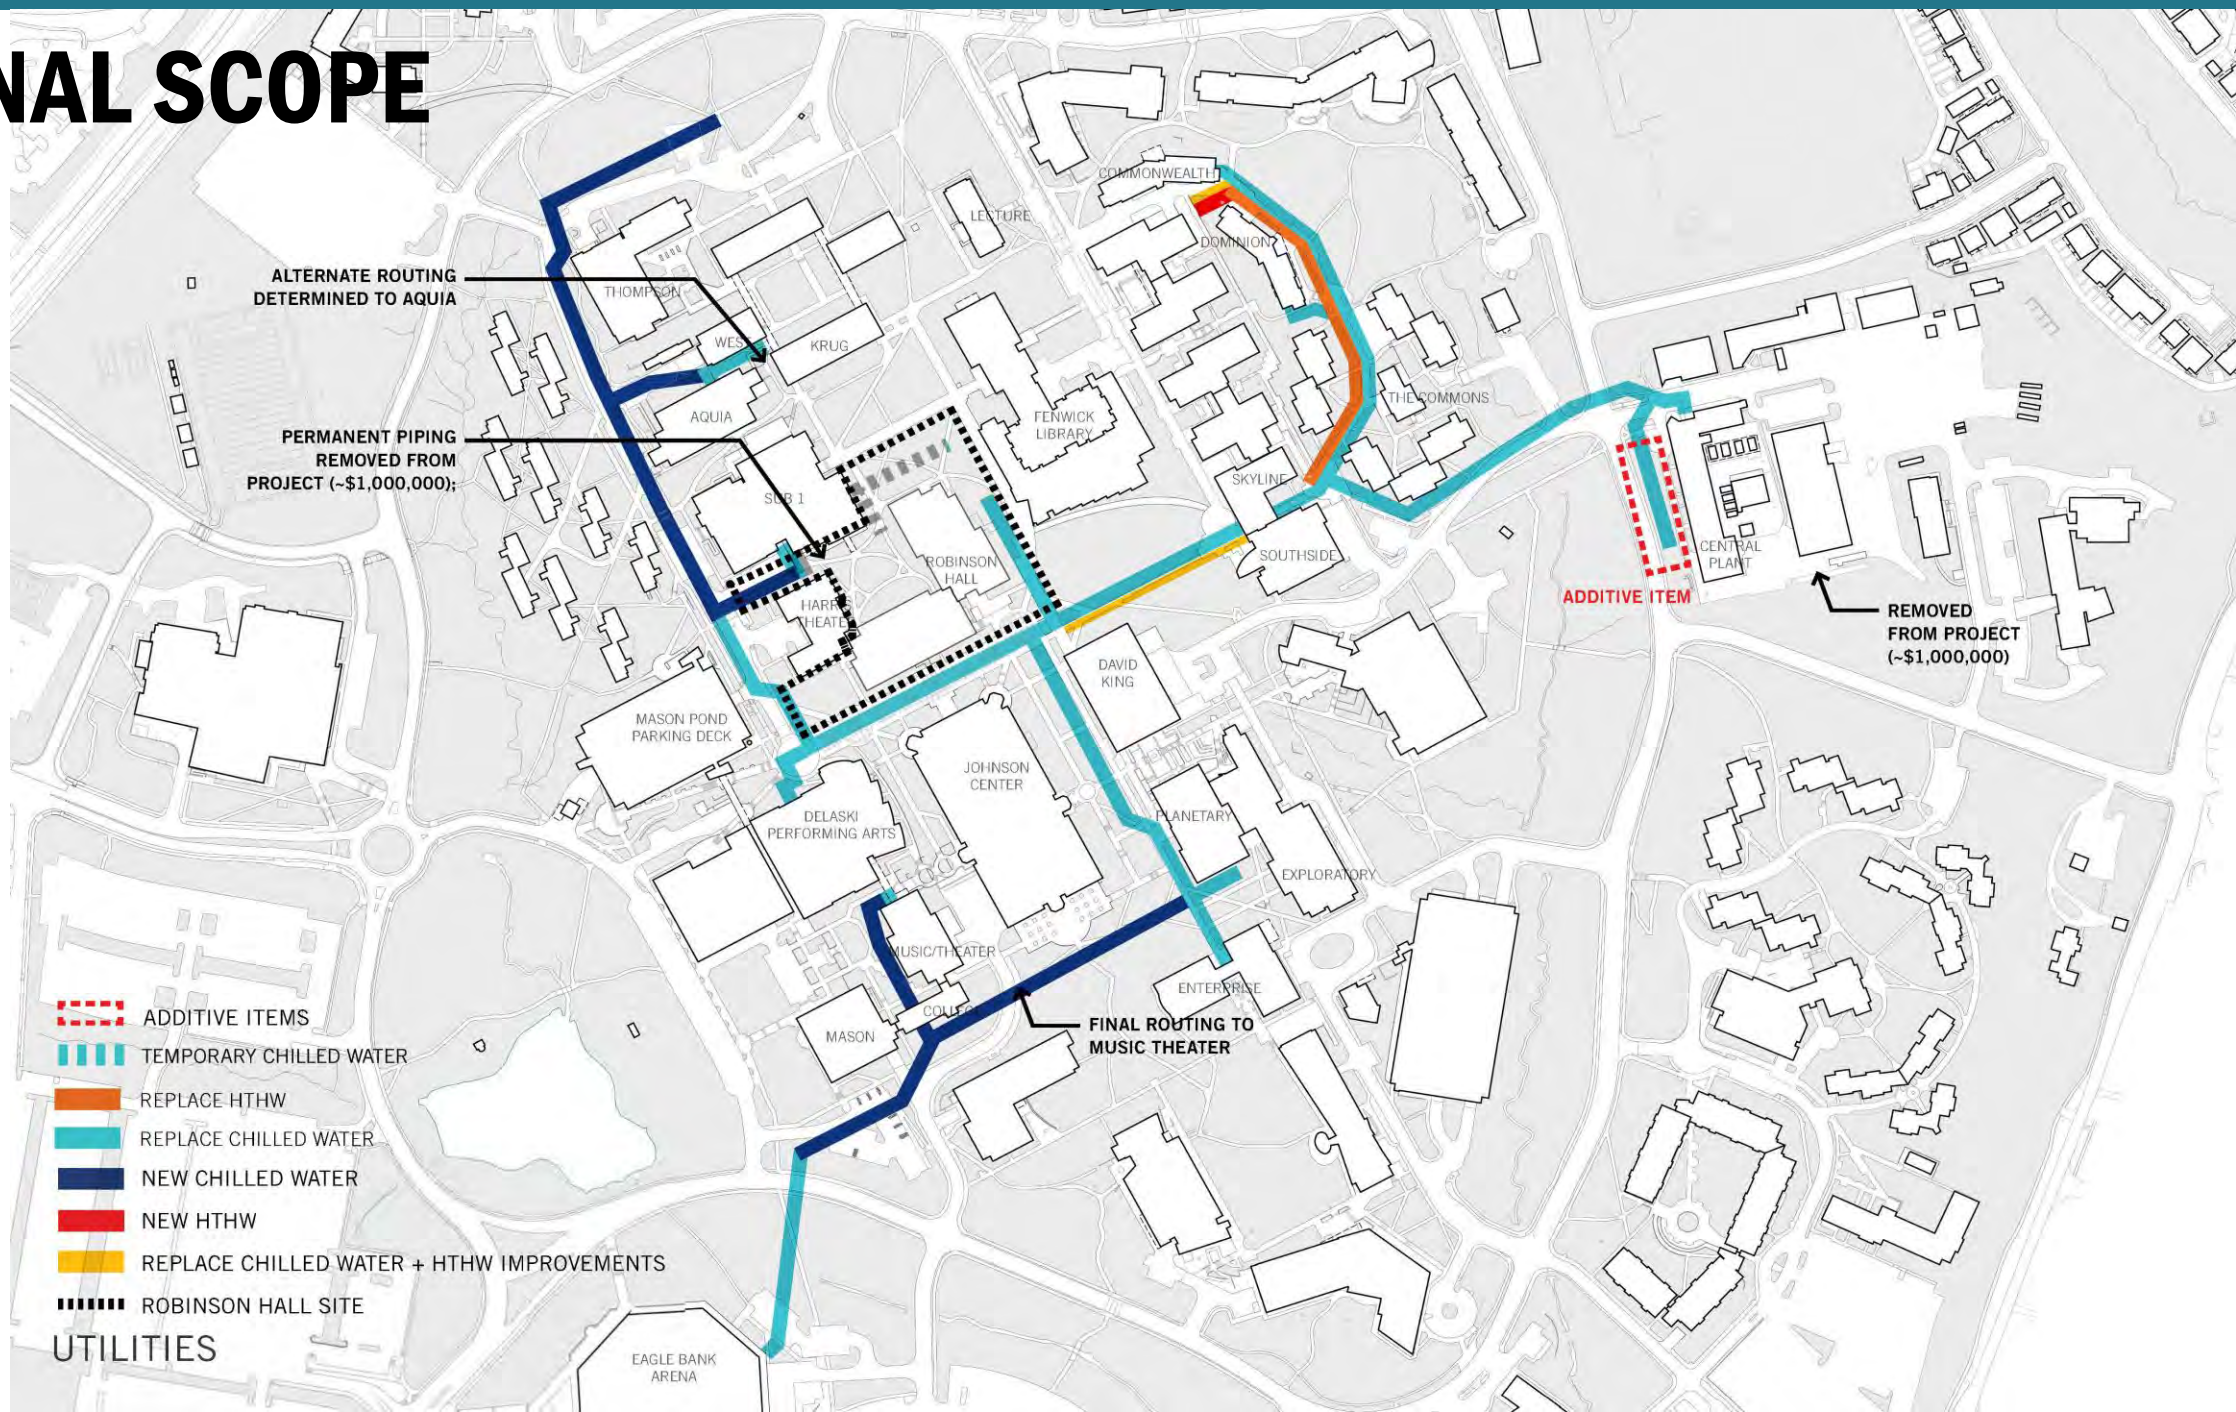 NAL SCOPE
COMMONWEALTH
LECTURE
DOMINION
ALTERNATE ROUTING
DETERMINED TO AQUIA
THOMPSON
WEST
KRUG
AQUIA
FENWICK
LIBRARY
THE COMMONS
PERMANENT PIPING
REMOVED FROM
PROJECT (~$1,000,000);
SUB 1
SKYLINE
ROBINSON
HALL
SOUTHSIDE
CENTRAL
PLANT
ADDITIVE ITEM
REMOVED
FROM PROJECT
(~$1,000,000)
HARRIS
THEATER
DAVID
KING
MASON POND
PARKING DECK
JOHNSON
CENTER
DELASKI
PERFORMING ARTS
PLANETARY
EXPLORATORY
MUSIC/THEATER
ENTERPRISE
MASON
FINAL ROUTING TO
MUSIC THEATER
ADDITIVE ITEMS
TEMPORARY CHILLED WATER
REPLACE HTHW
REPLACE CHILLED WATER
NEW CHILLED WATER
NEW HTHW
REPLACE CHILLED WATER + HTHW IMPROVEMENTS
ROBINSON HALL SITE
UTILITIES
EAGLE BANK
ARENA